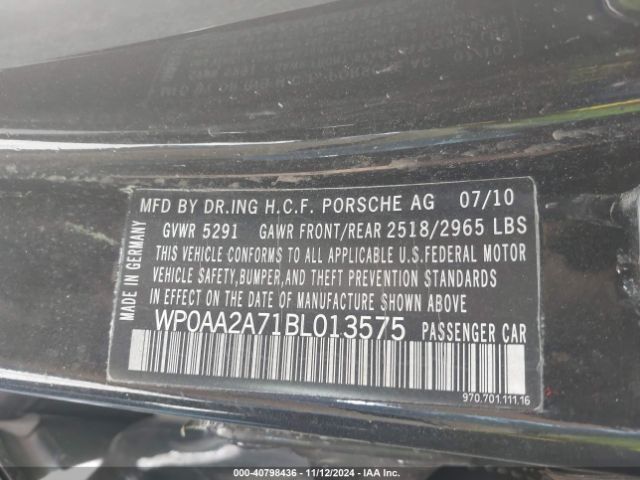 MFD BY DR.ING H.C.F. PORSCHE AG 07/10
GVWR 5291 GAWR FRONT/REAR 2518/2965 LBS
THIS VEHICLE CONFORMS TO ALL APPLICABLE U.S.FEDERAL MOTOR
VEHICLE SAFETY,BUMPER,AND THEFT PREVENTION STANDARDS
IN EFFECT ON THE DATE OF MANUFACTURE SHOWN ABOVE
WP0AA2A71BL013575 PASSENGER CAR
MADE IN GERMANY
970.701.111.16
000-40798436 - 11/12/2024 - IAAI.COM